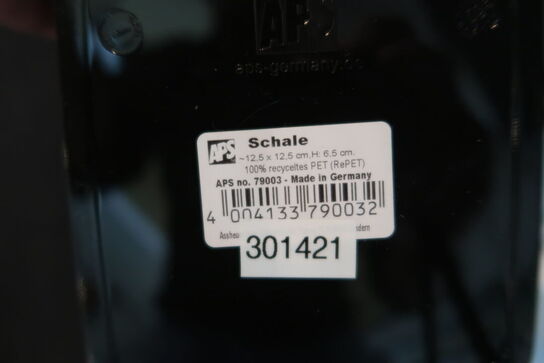 APS
aps-germany.de
APS
Schale
~12,5 x 12,5 cm, H: 6,5 cm.
100% recyceltes PET (RePET)
APS no. 79003 - Made in Germany
4 004133 790032
301421